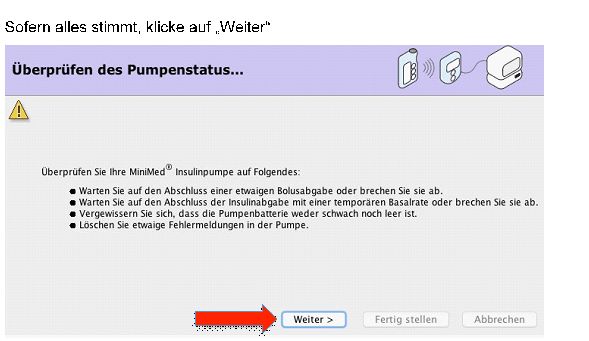 Sofern alles stimmt, klicke auf „Weiter“
Überprüfen des Pumpenstatus...
Überprüfen Sie Ihre MiniMed® Insulinpumpe auf Folgendes:
● Warten Sie auf den Abschluss einer etwaigen Bolusabgabe oder brechen Sie sie ab.
● Warten Sie auf den Abschluss der Insulinabgabe mit einer temporären Basalrate oder brechen Sie sie ab.
● Vergewissern Sie sich, dass die Pumpenbatterie weder schwach noch leer ist.
● Löschen Sie etwaige Fehlermeldungen in der Pumpe.
Weiter > Fertig stellen Abbrechen